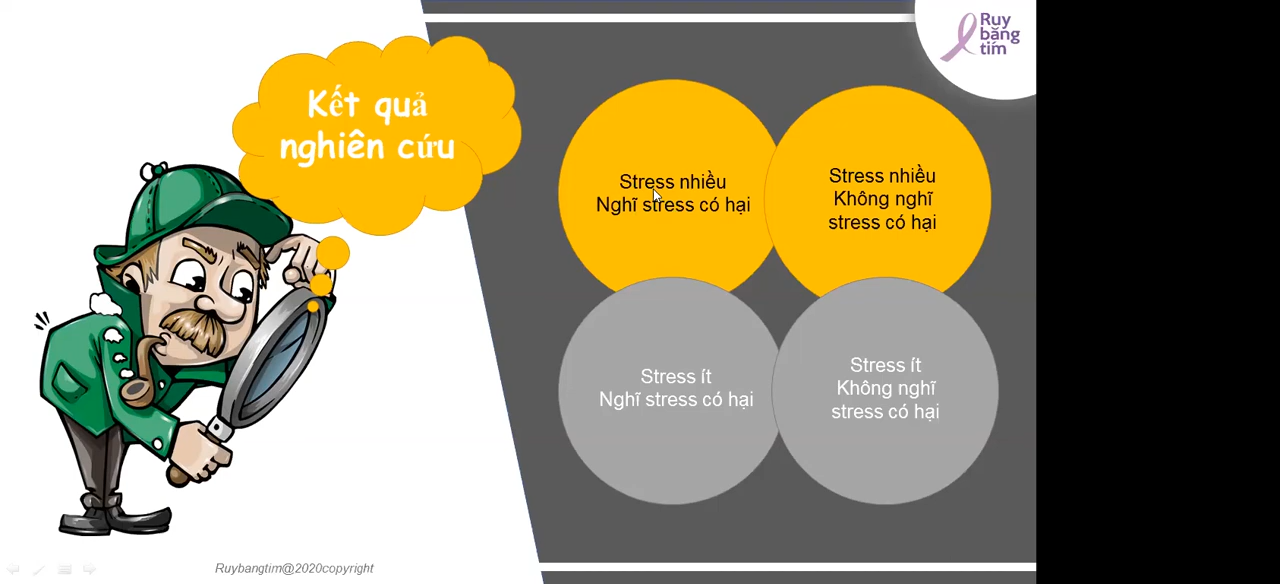 Kết quả
nghiên cứu
Ruy
băng
tím
Stress nhiều
Nghĩ stress có hại
Stress nhiều
Không nghĩ
stress có hại
Stress ít
Nghĩ stress có hại
Stress ít
Không nghĩ
stress có hại
Ruybangtim@2020copyright